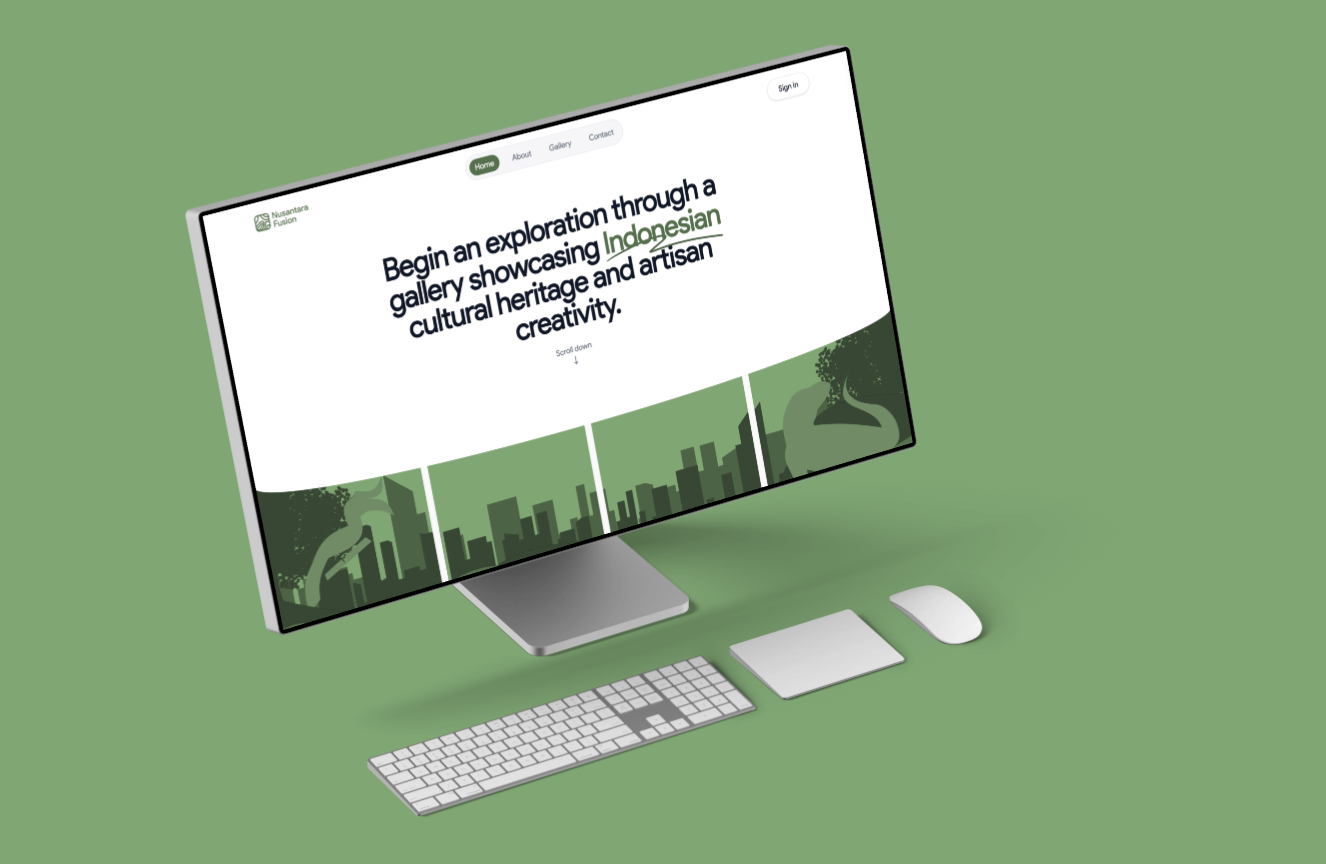 Sign in
Home About Gallery Contact
Nusantara
Fusion
Begin an exploration through a
gallery showcasing Indonesian
cultural heritage and artisan
creativity.
Scroll down